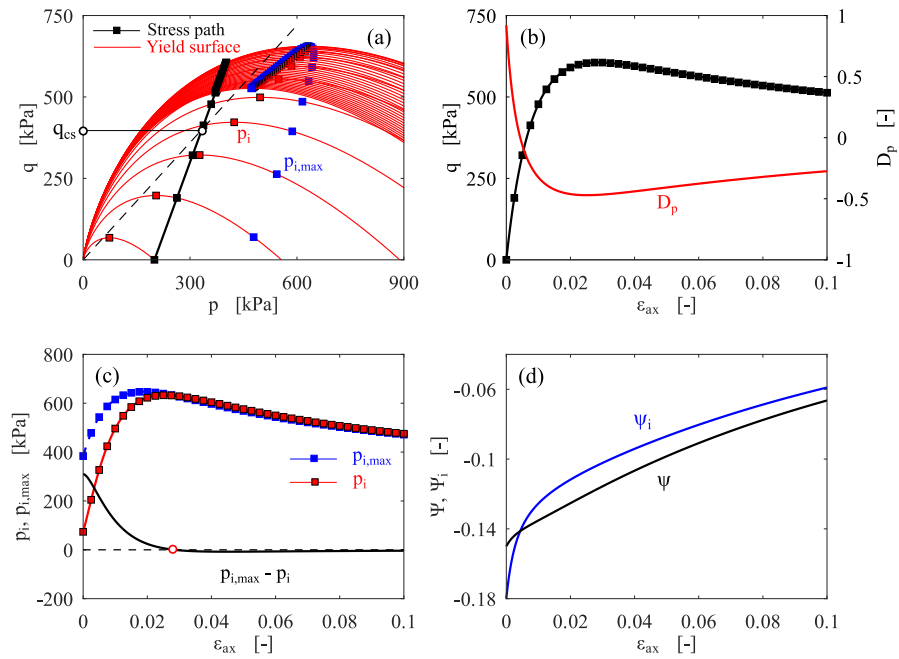 750
500
250
0
q [kPa]
q_cs
Stress path
Yield surface
(a)
p_i
p_i,max
0 300 600 900
p [kPa]
750
500
250
0
q [kPa]
(b)
D_p
1
0.5
0
-0.5
-1
D_p [-]
0 0.02 0.04 0.06 0.08 0.1
ε_ax [-]
800
600
400
200
0
-200
p_i, p_i,max [kPa]
(c)
p_i,max
p_i
p_i,max - p_i
0 0.02 0.04 0.06 0.08 0.1
ε_ax [-]
-0.06
-0.1
-0.14
-0.18
Ψ, Ψ_i [-]
(d)
ψ_i
ψ
0 0.02 0.04 0.06 0.08 0.1
ε_ax [-]